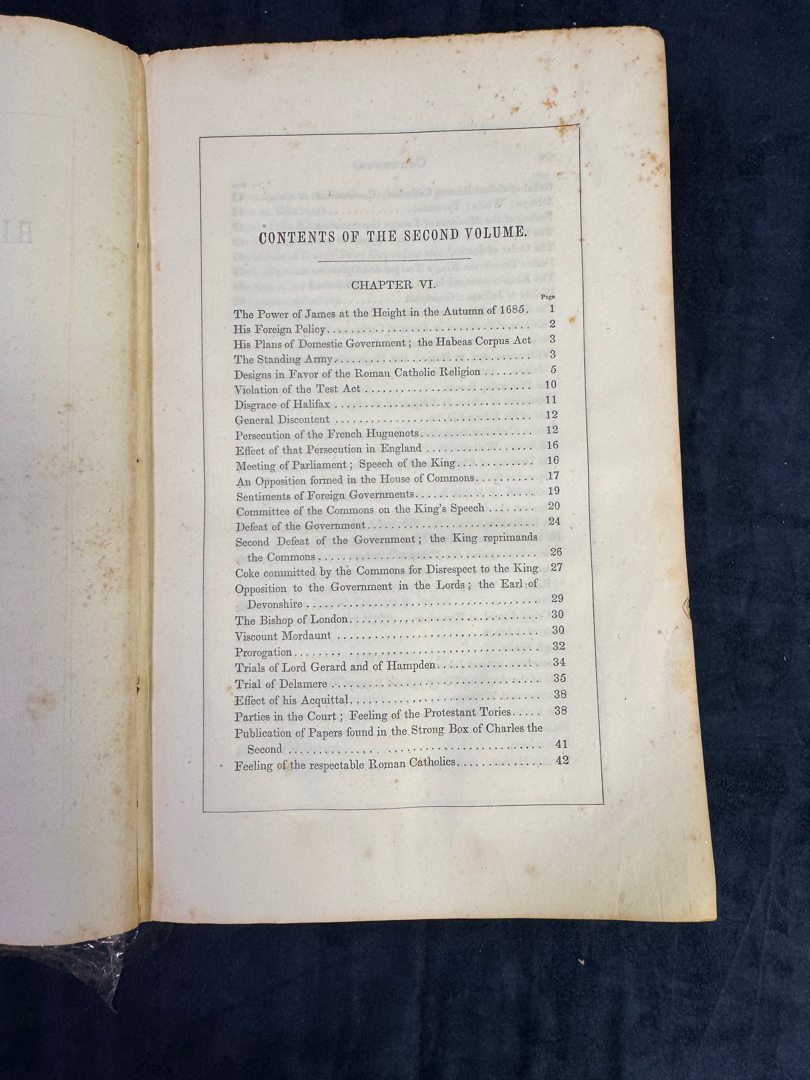 CONTENTS OF THE SECOND VOLUME.
CHAPTER VI.
Page
The Power of James at the Height in the Autumn of 1685. 1
His Foreign Policy 2
His Plans of Domestic Government; the Habeas Corpus Act 3
The Standing Army 3
Designs in Favor of the Roman Catholic Religion 5
Violation of the Test Act 10
Disgrace of Halifax 11
General Discontent 12
Persecution of the French Huguenots 12
Effect of that Persecution in England 16
Meeting of Parliament; Speech of the King 16
An Opposition formed in the House of Commons 17
Sentiments of Foreign Governments 19
Committee of the Commons on the King's Speech 20
Defeat of the Government 24
Second Defeat of the Government; the King reprimands
the Commons 26
Coke committed by the Commons for Disrespect to the King 27
Opposition to the Government in the Lords; the Earl of
Devonshire 29
The Bishop of London 30
Viscount Mordaunt 30
Prorogation 32
Trials of Lord Gerard and of Hampden 34
Trial of Delamere 35
Effect of his Acquittal 38
Parties in the Court; Feeling of the Protestant Tories 38
Publication of Papers found in the Strong Box of Charles the
Second 41
Feeling of the respectable Roman Catholics 42